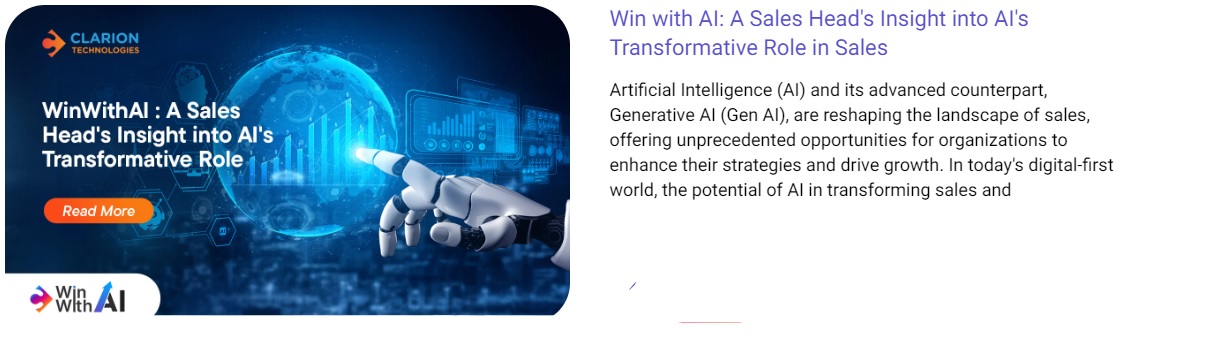 CLARION
TECHNOLOGIES
WinWithAI : A Sales
Head's Insight into AI's
Transformative Role
Read More
Win
With AI
Win with AI: A Sales Head's Insight into AI's
Transformative Role in Sales
Artificial Intelligence (AI) and its advanced counterpart,
Generative AI (Gen AI), are reshaping the landscape of sales,
offering unprecedented opportunities for organizations to
enhance their strategies and drive growth. In today's digital-first
world, the potential of AI in transforming sales and